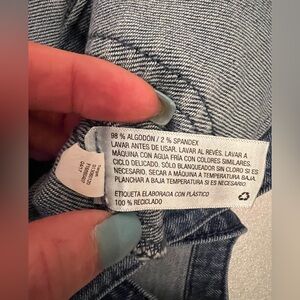 98 % ALGODÓN / 2 % SPANDEX
LAVAR ANTES DE USAR. LAVAR AL REVÉS. LAVAR A
MÁQUINA CON AGUA FRÍA CON COLORES SIMILARES.
CICLO DELICADO. SÓLO BLANQUEADOR SIN CLORO SI ES
NECESARIO. SECAR A MÁQUINA A TEMPERATURA BAJA.
PLANCHAR A BAJA TEMPERATURA SI ES NECESARIO.
ETIQUETA ELABORADA CON PLÁSTICO
100 % RECICLADO